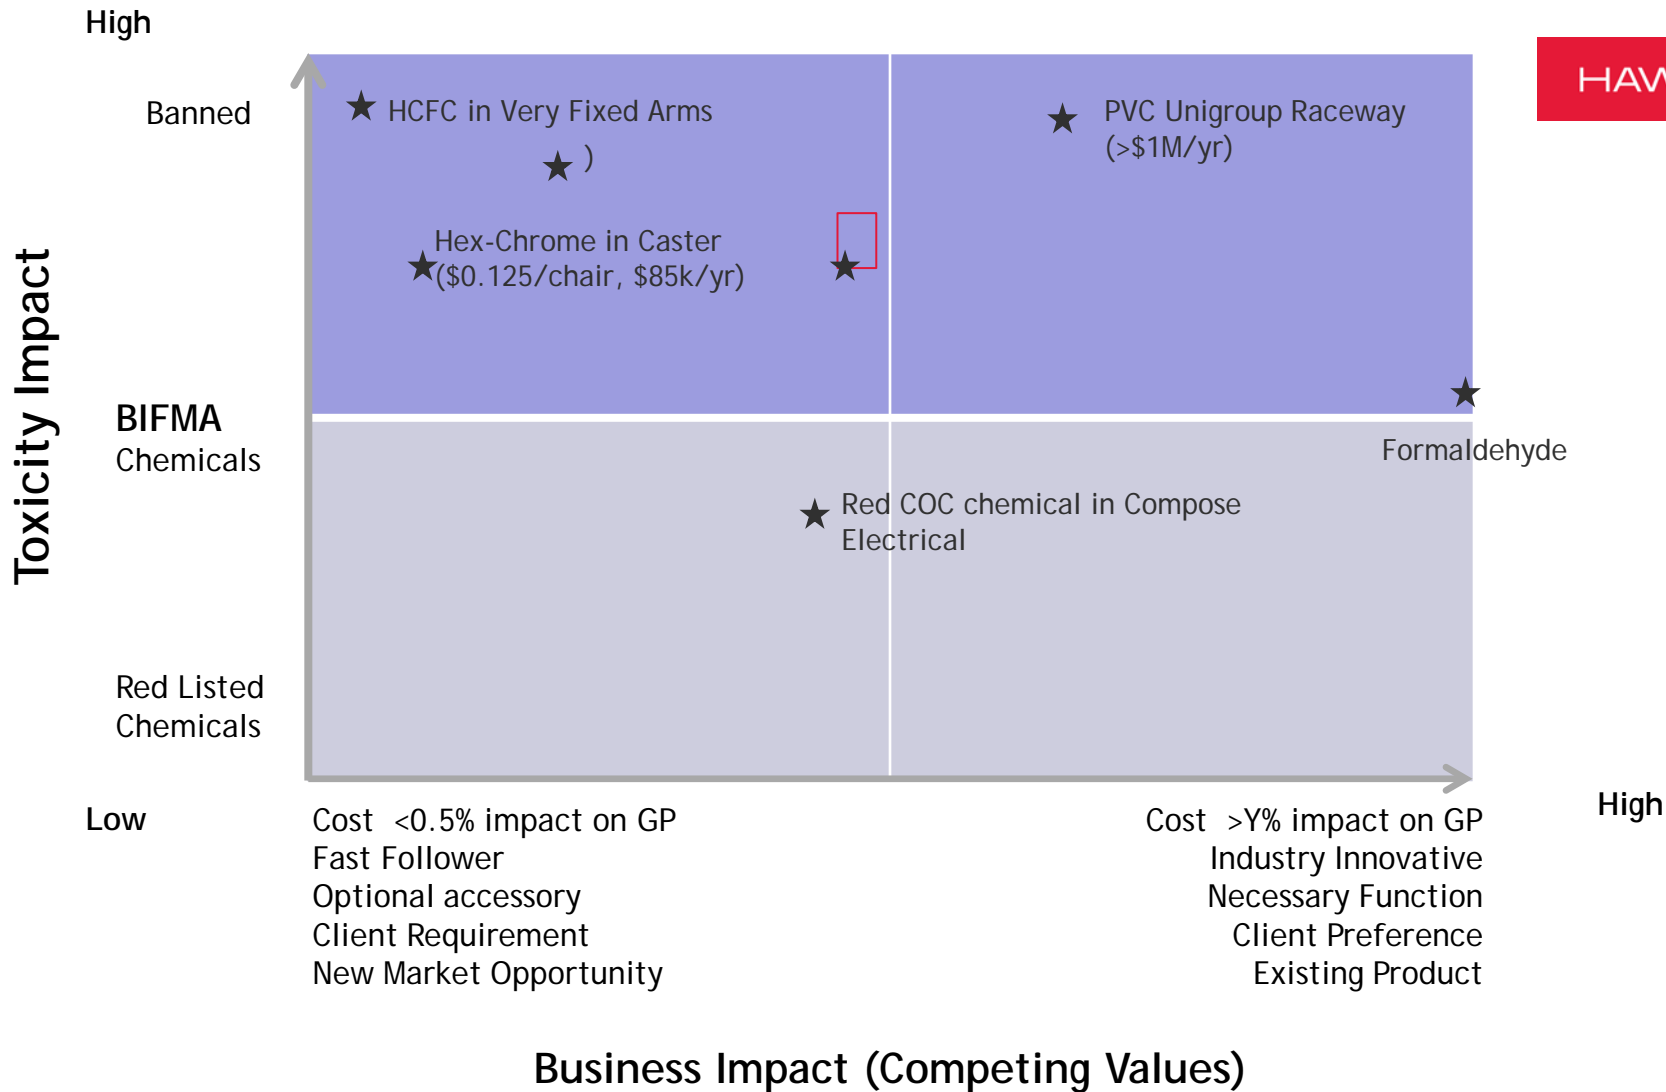 High
Banned
HCFC in Very Fixed Arms
PVC Unigroup Raceway
(>$1M/yr)
)
Hex-Chrome in Caster
($0.125/chair, $85k/yr)
Toxicity Impact
BIFMA
Chemicals
Formaldehyde
Red COC chemical in Compose
Electrical
Red Listed
Chemicals
Low
High
Cost <0.5% impact on GP
Fast Follower
Optional accessory
Client Requirement
New Market Opportunity
Cost >Y% impact on GP
Industry Innovative
Necessary Function
Client Preference
Existing Product
Business Impact (Competing Values)